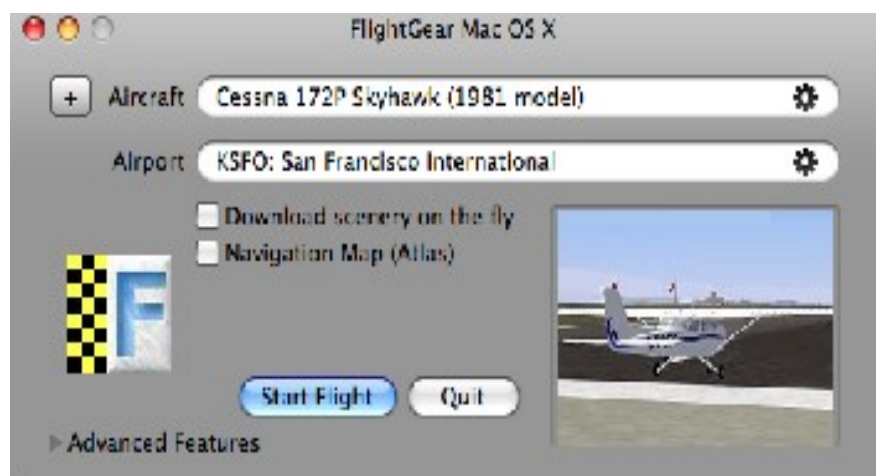 FlightGear Mac OS X
+ Aircraft Cessna 172P Skyhawk (1981 model)
Airport KSFO: San Francisco International
Download scenery on the fly
Navigation Map (Atlas)
F
Start Flight Quit
Advanced Features